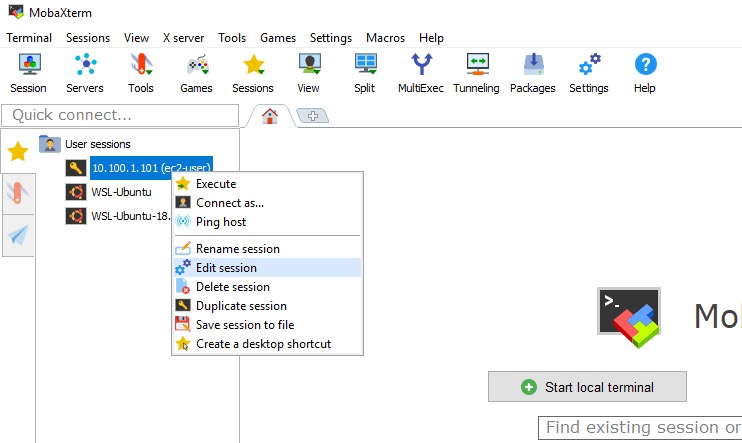 MobaXterm
Terminal Sessions View X server Tools Games Settings Macros Help
Session Servers Tools Games Sessions View Split MultiExec Tunneling Packages Settings Help
Quick connect...
User sessions
10.100.1.101 (ec2-user)
WSL-Ubuntu
WSL-Ubuntu-18.
Execute
Connect as...
Ping host
Rename session
Edit session
Delete session
Duplicate session
Save session to file
Create a desktop shortcut
>_
Mo
Start local terminal
Find existing session or